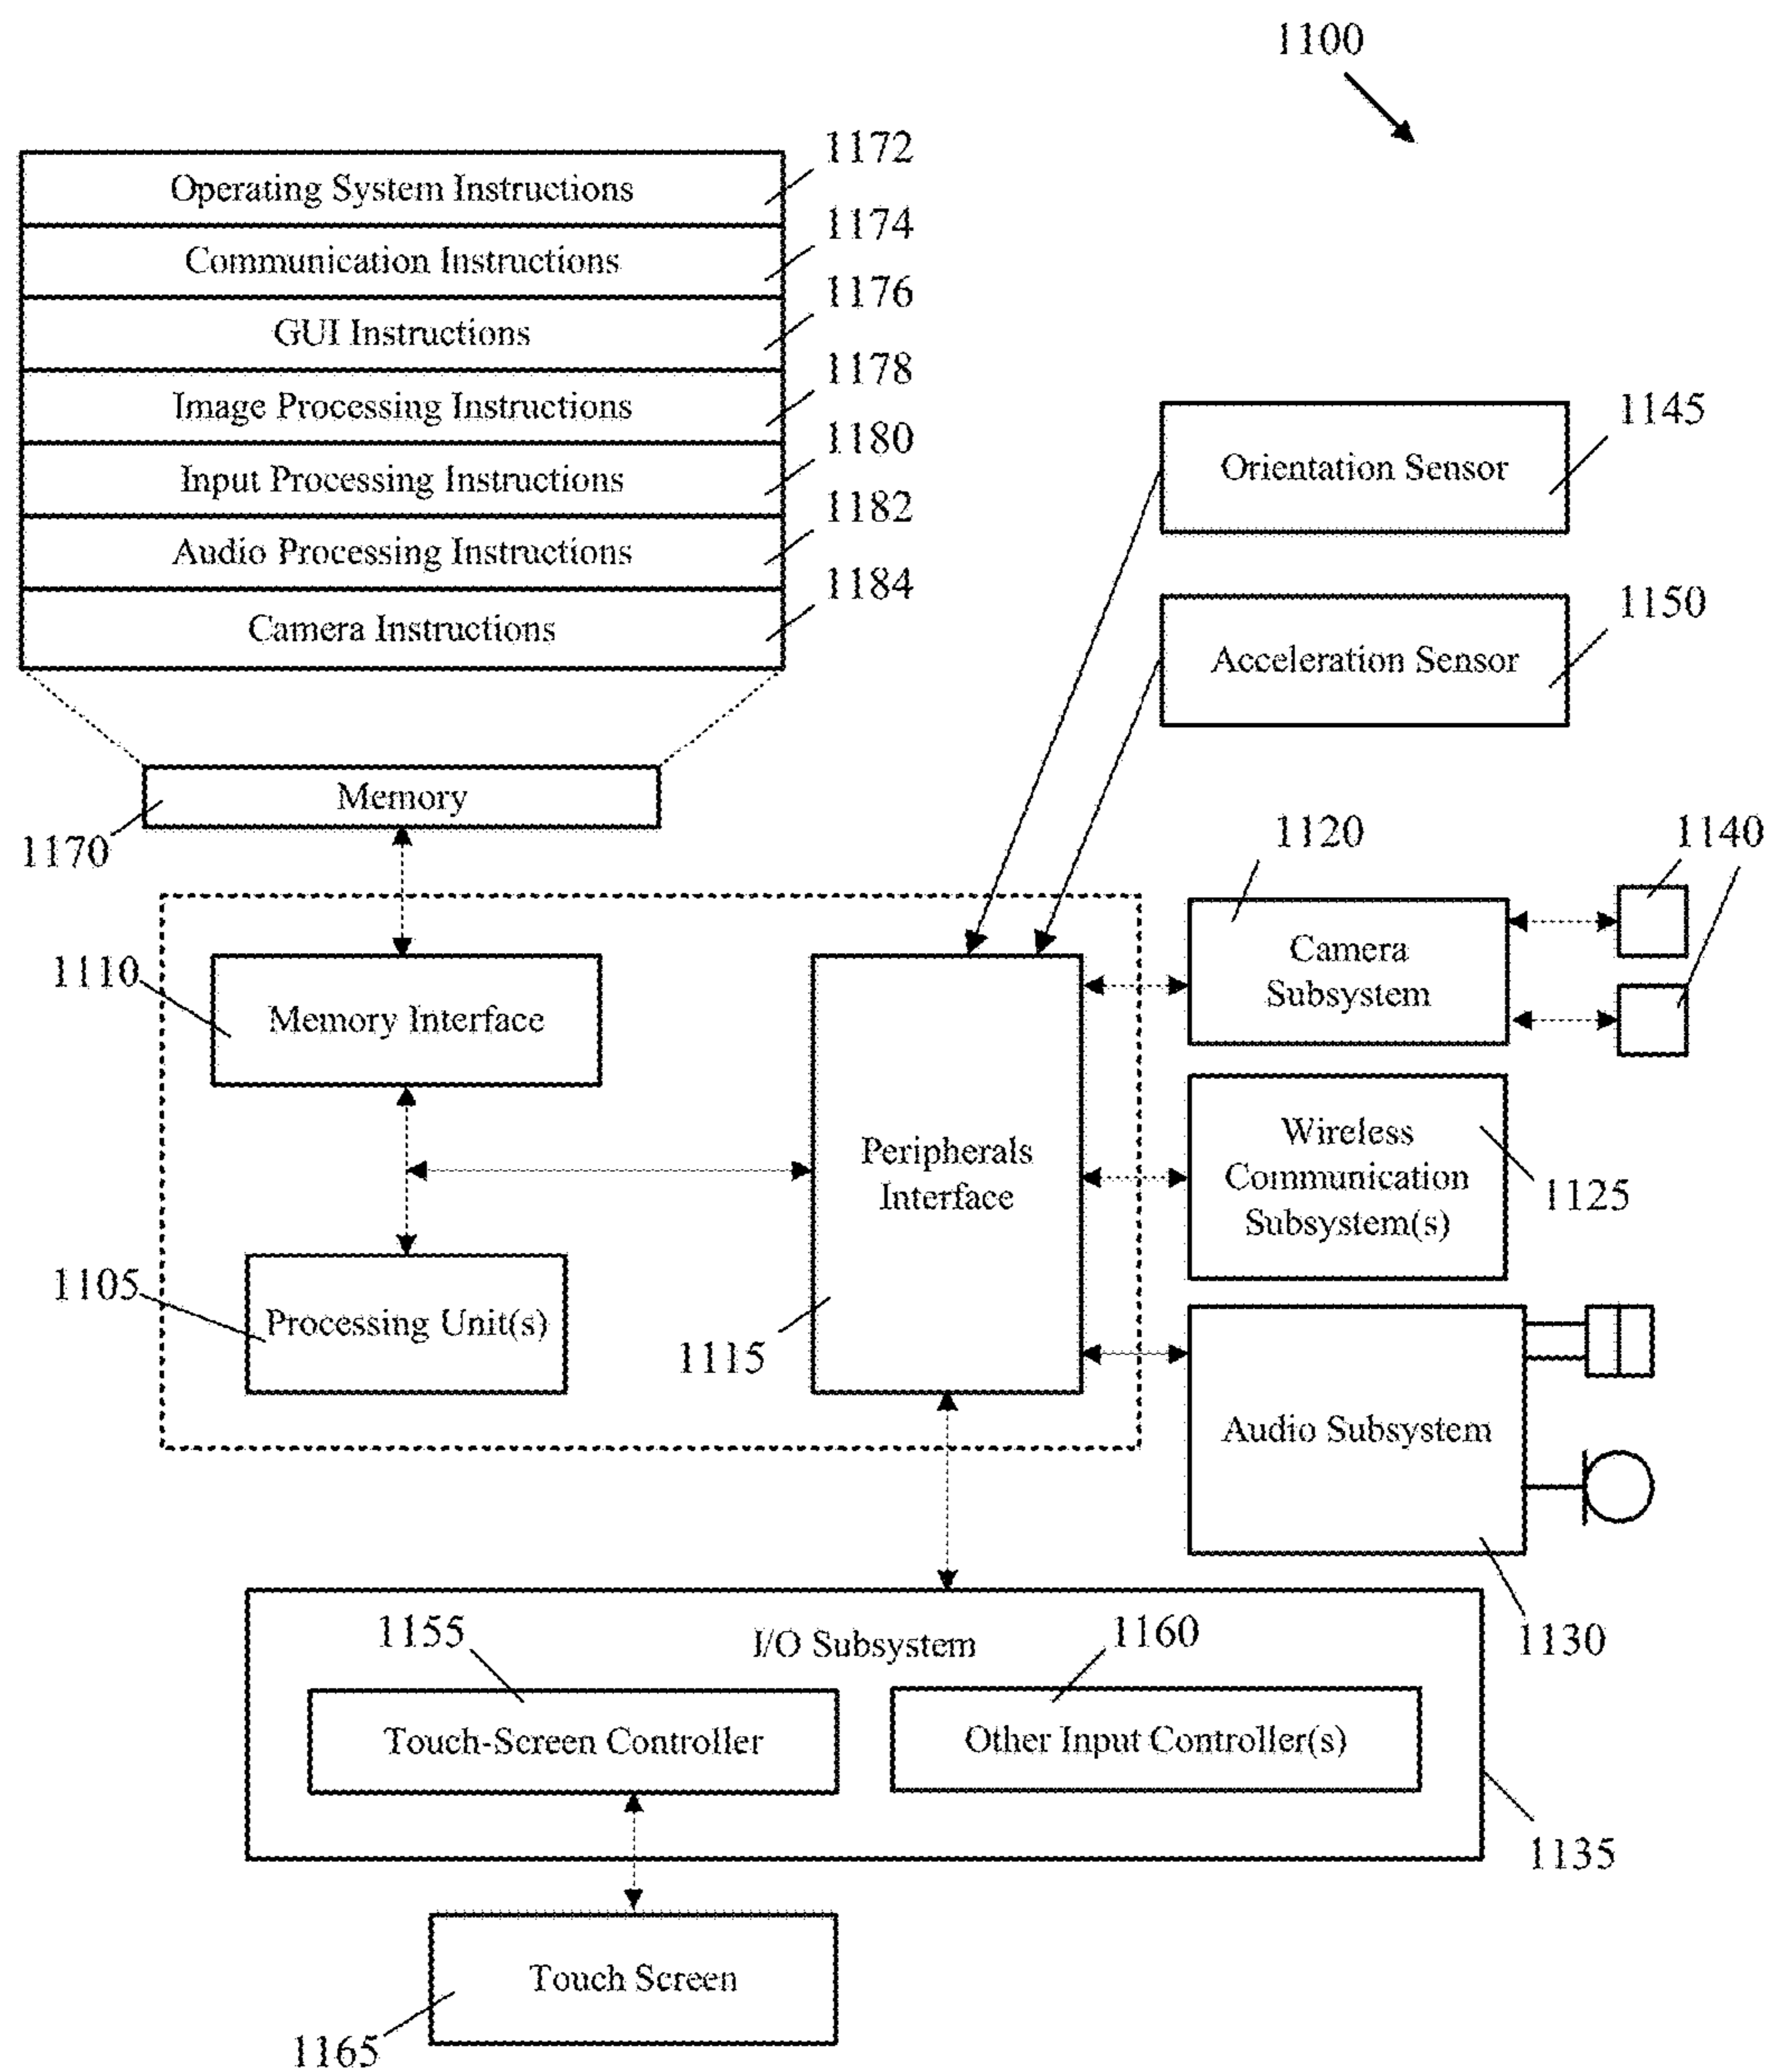 1100
1172
Operating System Instructions
1174
Communication Instructions
1176
GUI Instructions
1178
Image Processing Instructions
1180
Input Processing Instructions
1182
Audio Processing Instructions
1184
Camera Instructions
Memory
1170
1145
Orientation Sensor
1150
Acceleration Sensor
1120
1140
Camera
Subsystem
1110
Memory Interface
Peripherals
Interface
1115
Wireless
Communication
Subsystem(s)
1125
1105
Processing Unit(s)
Audio Subsystem
1130
I/O Subsystem
1155
1160
Touch-Screen Controller
Other Input Controller(s)
1135
Touch Screen
1165